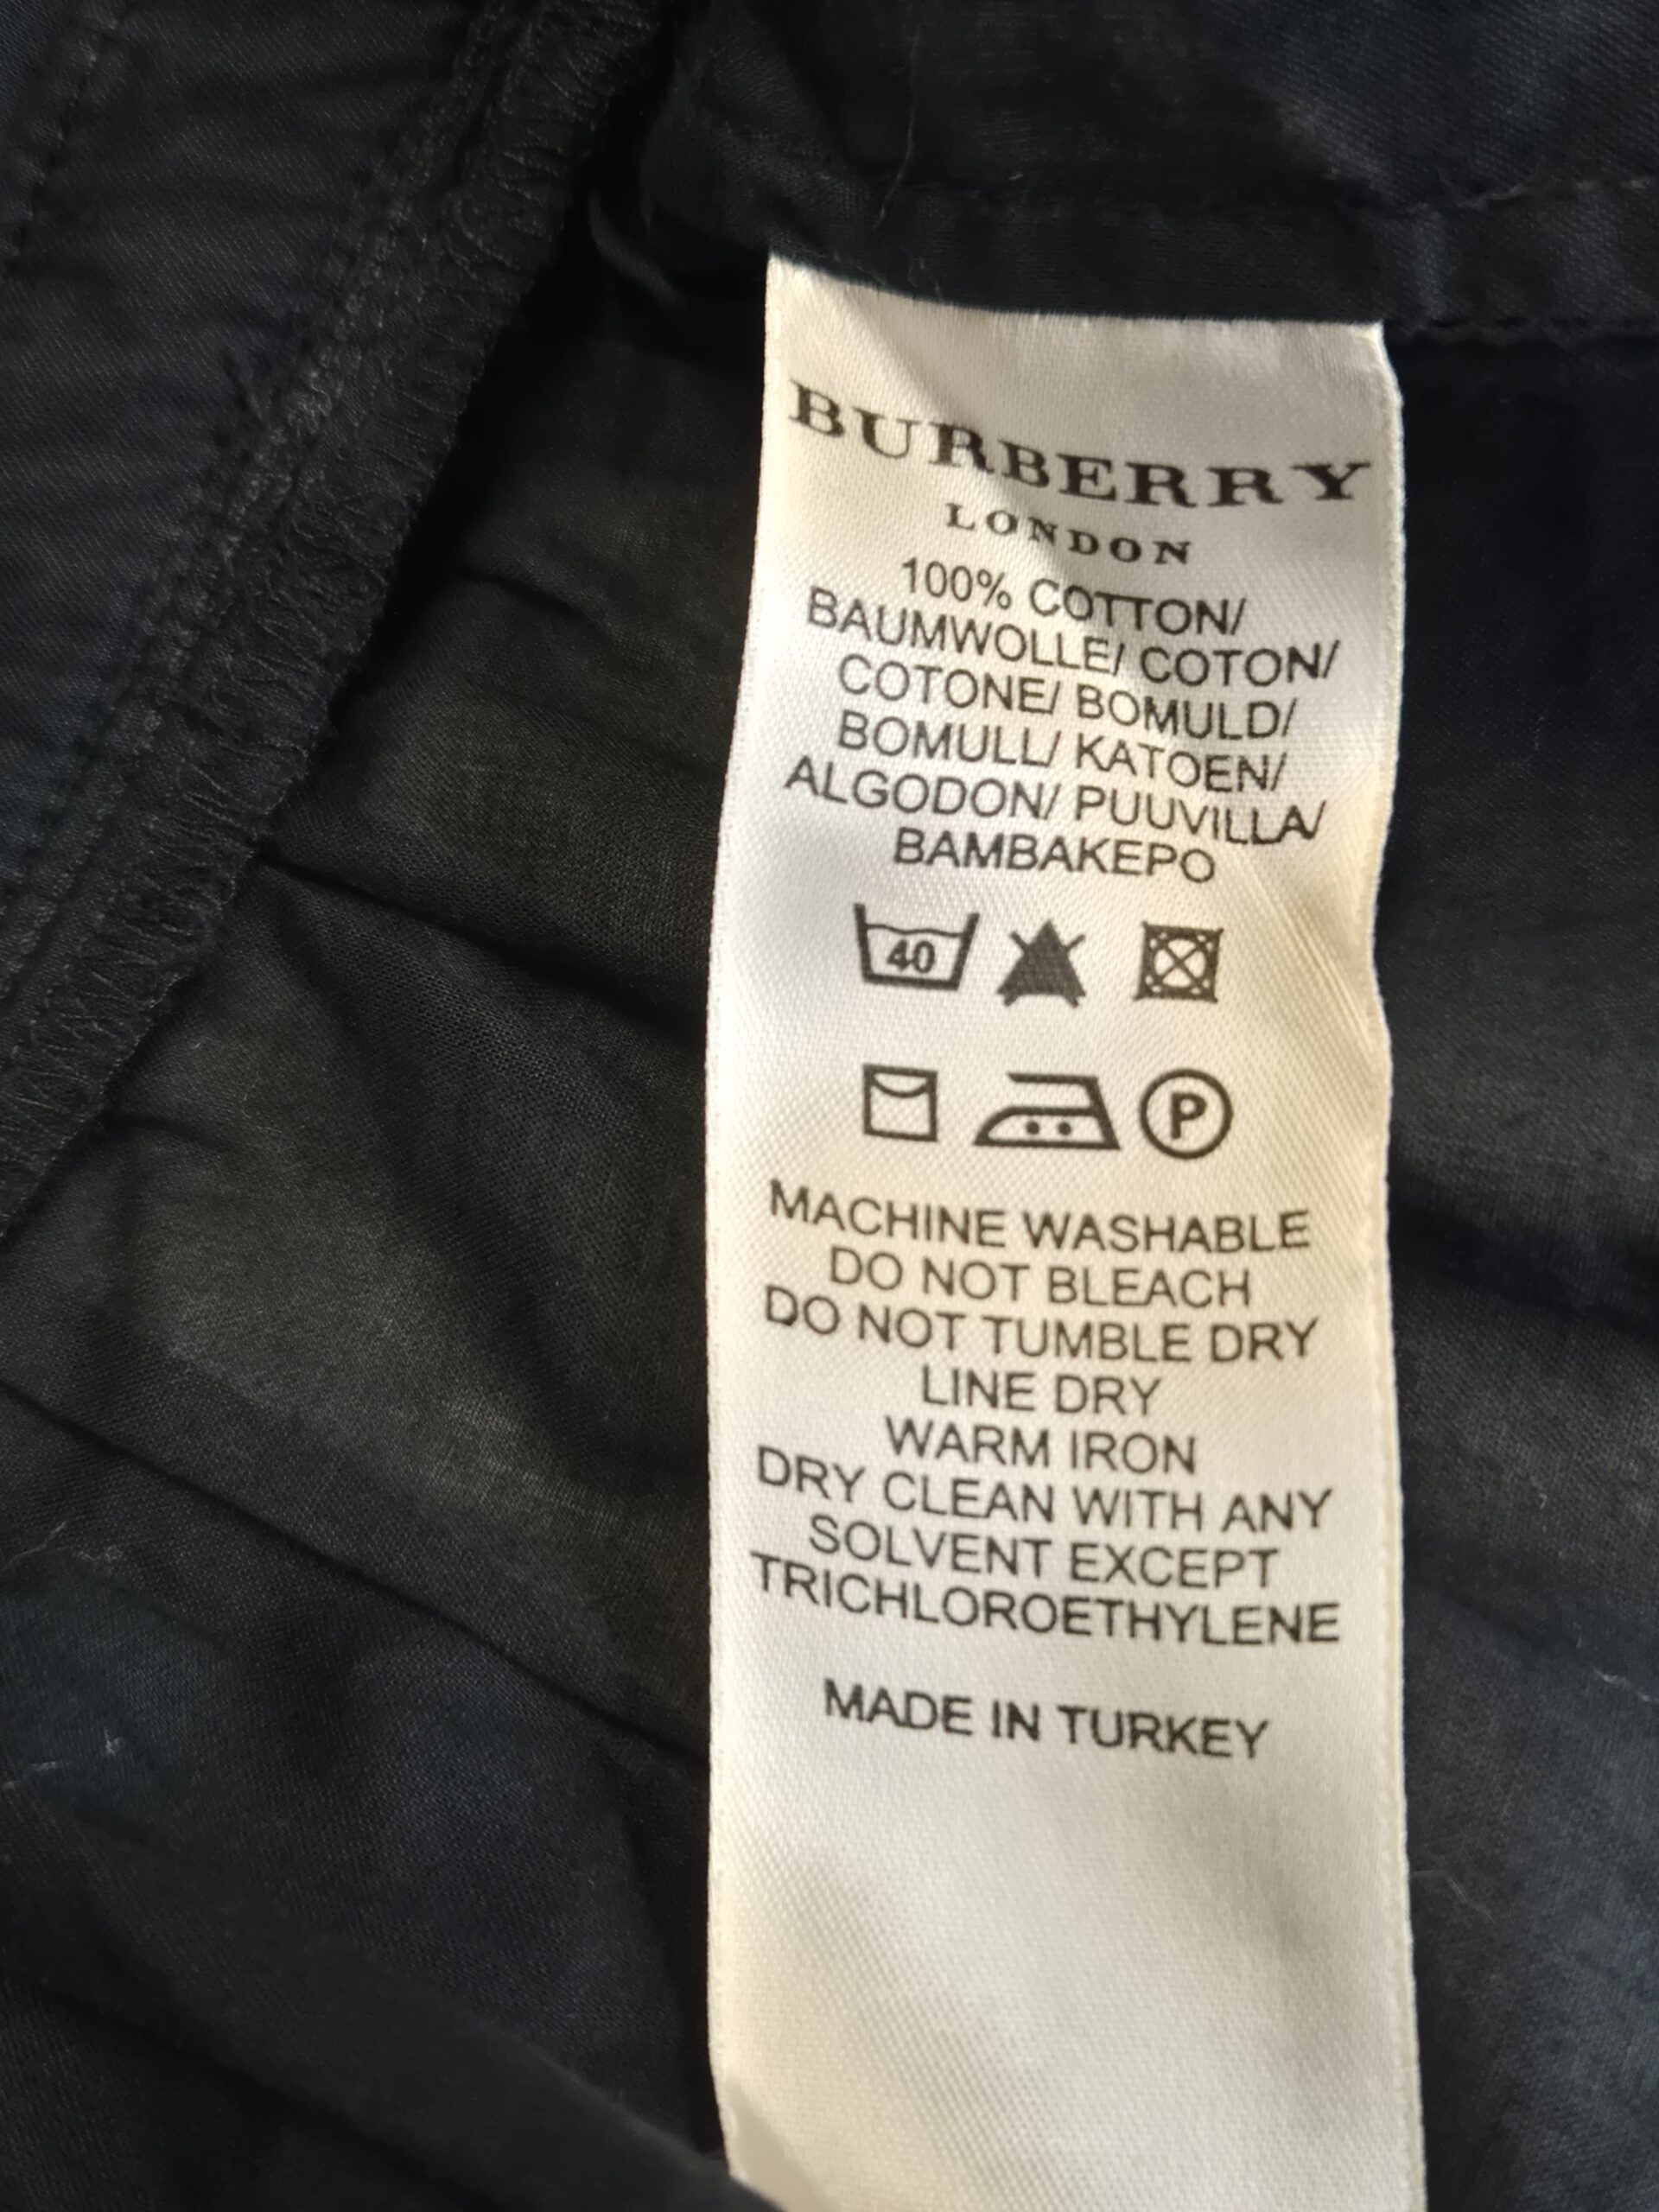 BURBERRY
LONDON
100% COTTON/
BAUMWOLLE/ COTON/
COTONE/ BOMULD/
BOMULL/ KATOEN/
ALGODON/ PUUVILLA/
BAMBAKEPO
40
P
MACHINE WASHABLE
DO NOT BLEACH
DO NOT TUMBLE DRY
LINE DRY
WARM IRON
DRY CLEAN WITH ANY
SOLVENT EXCEPT
TRICHLOROETHYLENE
MADE IN TURKEY